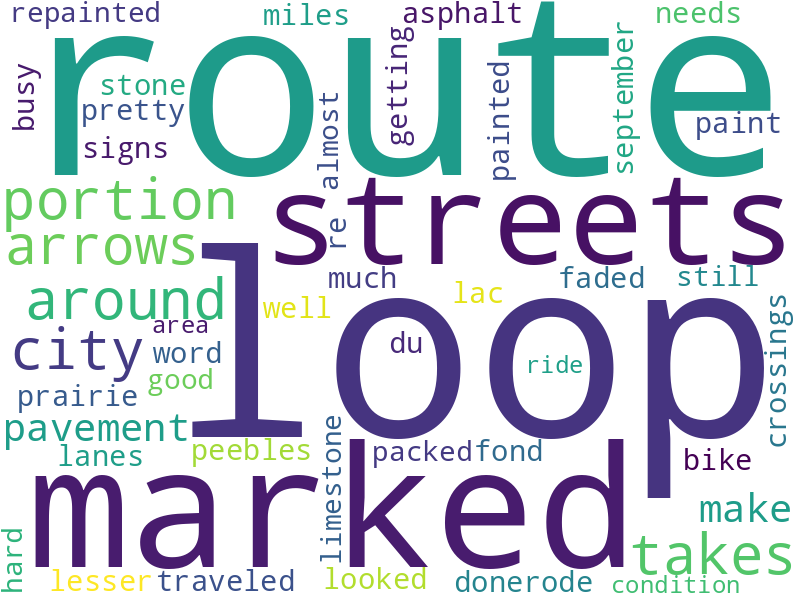 repainted
miles
asphalt
needs
route
busy
stone
pretty
signs
almost
getting
painted
september
paint
portion
streets
re
arrows
loop
around
much
lac
faded
still
well
city
area
word
good
du
ride
crossings
prairie
pavement
lanes
peebles
limestone
packed
fond
bike
marked
make
takes
hard
lesser
traveled
looked
donerode
condition